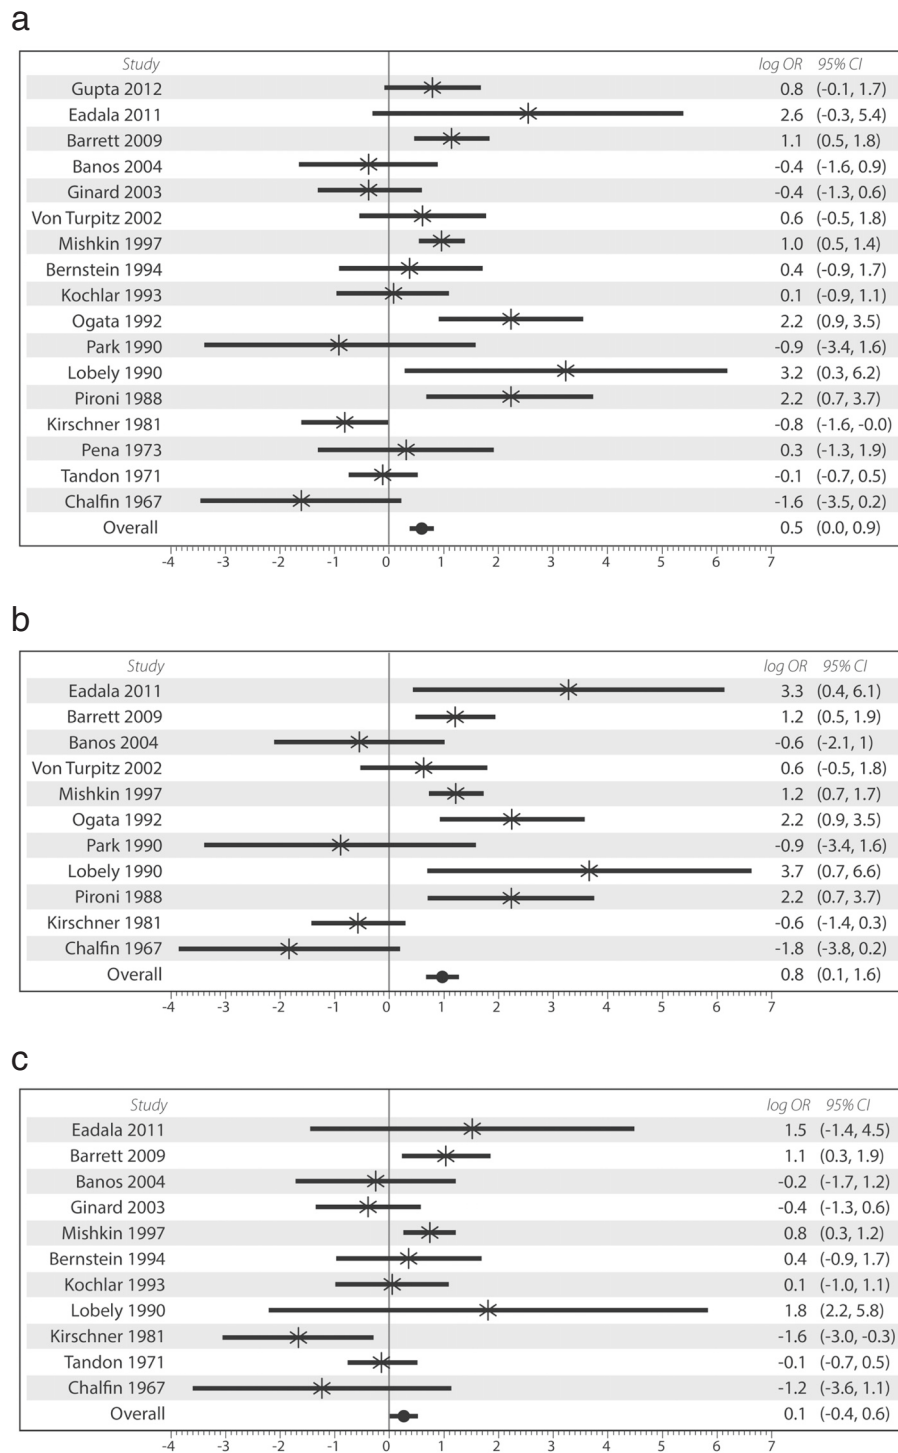 a
Study log OR 95% CI
Gupta 2012 0.8 (-0.1, 1.7)
Eadala 2011 2.6 (-0.3, 5.4)
Barrett 2009 1.1 (0.5, 1.8)
Banos 2004 -0.4 (-1.6, 0.9)
Ginard 2003 -0.4 (-1.3, 0.6)
Von Turpitz 2002 0.6 (-0.5, 1.8)
Mishkin 1997 1.0 (0.5, 1.4)
Bernstein 1994 0.4 (-0.9, 1.7)
Kochlar 1993 0.1 (-0.9, 1.1)
Ogata 1992 2.2 (0.9, 3.5)
Park 1990 -0.9 (-3.4, 1.6)
Lobely 1990 3.2 (0.3, 6.2)
Pironi 1988 2.2 (0.7, 3.7)
Kirschner 1981 -0.8 (-1.6, -0.0)
Pena 1973 0.3 (-1.3, 1.9)
Tandon 1971 -0.1 (-0.7, 0.5)
Chalfin 1967 -1.6 (-3.5, 0.2)
Overall 0.5 (0.0, 0.9)
-4 -3 -2 -1 0 1 2 3 4 5 6 7
b
Study log OR 95% CI
Eadala 2011 3.3 (0.4, 6.1)
Barrett 2009 1.2 (0.5, 1.9)
Banos 2004 -0.6 (-2.1, 1)
Von Turpitz 2002 0.6 (-0.5, 1.8)
Mishkin 1997 1.2 (0.7, 1.7)
Ogata 1992 2.2 (0.9, 3.5)
Park 1990 -0.9 (-3.4, 1.6)
Lobely 1990 3.7 (0.7, 6.6)
Pironi 1988 2.2 (0.7, 3.7)
Kirschner 1981 -0.6 (-1.4, 0.3)
Chalfin 1967 -1.8 (-3.8, 0.2)
Overall 0.8 (0.1, 1.6)
-4 -3 -2 -1 0 1 2 3 4 5 6 7
c
Study log OR 95% CI
Eadala 2011 1.5 (-1.4, 4.5)
Barrett 2009 1.1 (0.3, 1.9)
Banos 2004 -0.2 (-1.7, 1.2)
Ginard 2003 -0.4 (-1.3, 0.6)
Mishkin 1997 0.8 (0.3, 1.2)
Bernstein 1994 0.4 (-0.9, 1.7)
Kochlar 1993 0.1 (-1.0, 1.1)
Lobely 1990 1.8 (2.2, 5.8)
Kirschner 1981 -1.6 (-3.0, -0.3)
Tandon 1971 -0.1 (-0.7, 0.5)
Chalfin 1967 -1.2 (-3.6, 1.1)
Overall 0.1 (-0.4, 0.6)
-4 -3 -2 -1 0 1 2 3 4 5 6 7